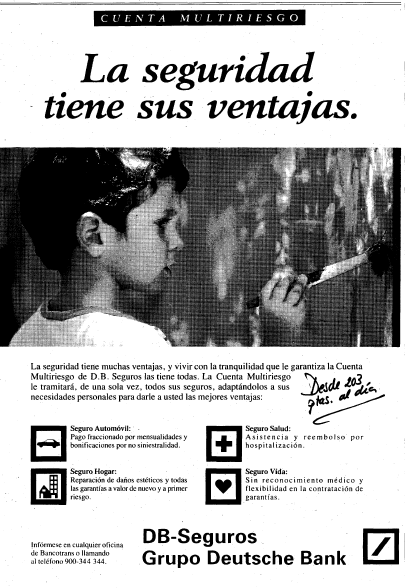 CUENTA MULTIRIESGO
La seguridad
tiene sus ventajas.
La seguridad tiene muchas ventajas, y vivir con la tranquilidad que le garantiza la Cuenta
Multiriesgo de D.B. Seguros las tiene todas. La Cuenta Multiriesgo
le tramitará, de una sola vez, todos sus seguros, adaptándolos a sus
necesidades personales para darle a usted las mejores ventajas:
Desde 203
ptas. al día.
Seguro Automóvil:
Pago fraccionado por mensualidades y
bonificaciones por no siniestralidad.
Seguro Salud:
Asistencia y reembolso por
hospitalización.
Seguro Hogar:
Reparación de daños estéticos y todas
las garantías a valor de nuevo y a primer
riesgo.
Seguro Vida:
Sin reconocimiento médico y
flexibilidad en la contratación de
garantías.
Infórmese en cualquier oficina
de Bancotrans o llamando
al teléfono 900-344 344.
DB-Seguros
Grupo Deutsche Bank